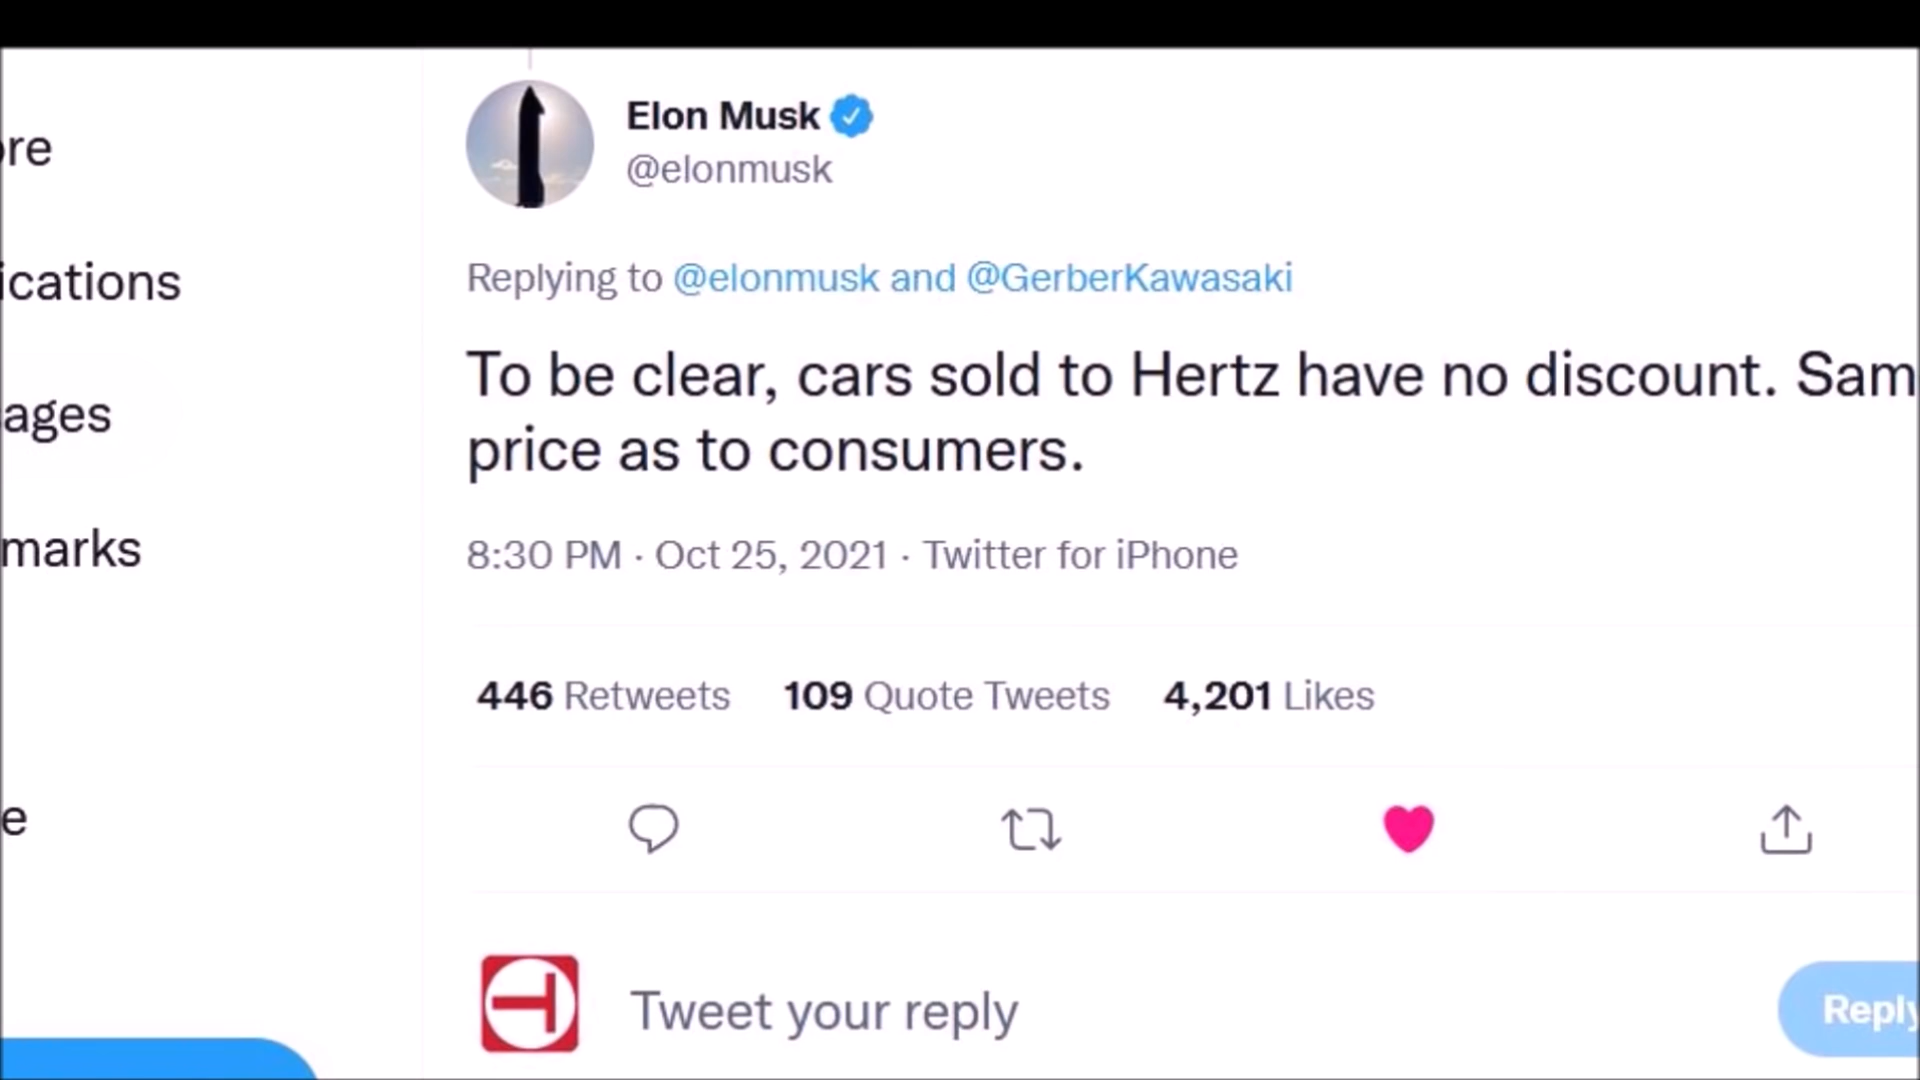 Elon Musk
@elonmusk
ore
Replying to @elonmusk and @GerberKawasaki
ications
To be clear, cars sold to Hertz have no discount. Sam
price as to consumers.
ages
8:30 PM · Oct 25, 2021 · Twitter for iPhone
marks
446 Retweets 109 Quote Tweets 4,201 Likes
e
Tweet your reply
Reply